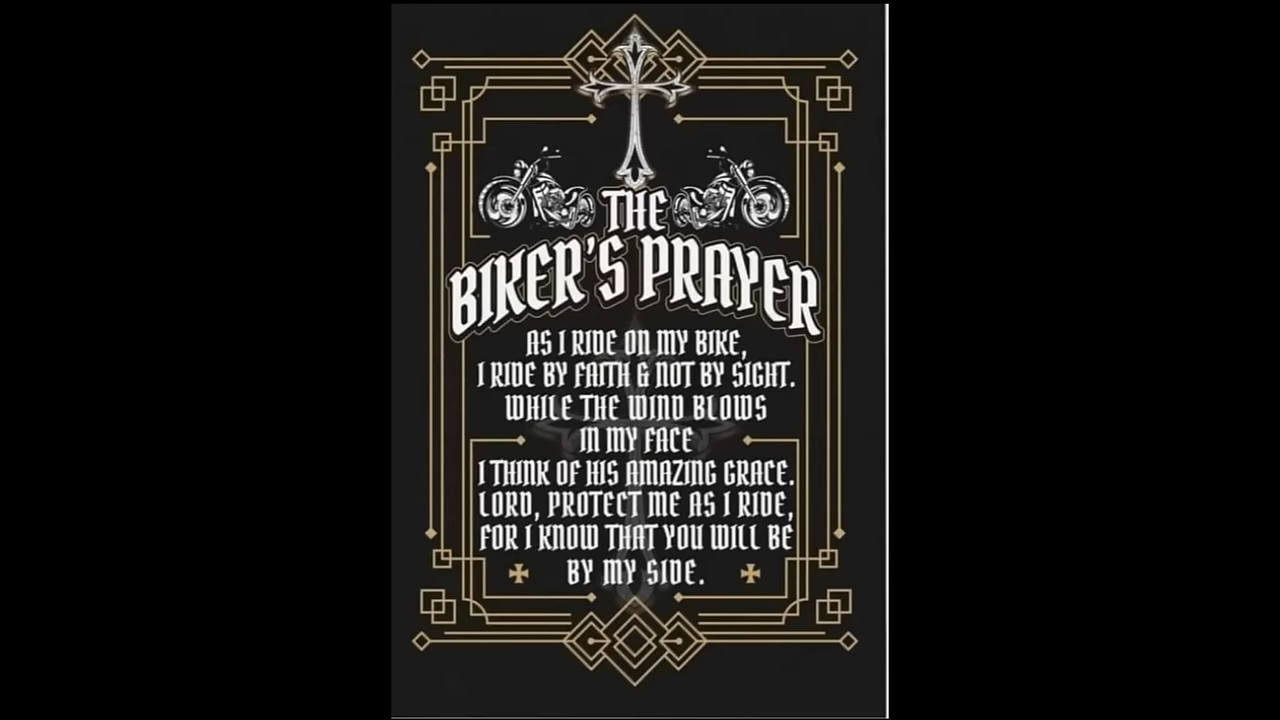 THE
BIKER'S PRAYER
AS I RIDE ON MY BIKE,
I RIDE BY FAITH & NOT BY SIGHT.
WHILE THE WIND BLOWS
IN MY FACE
I THINK OF HIS AMAZING GRACE.
LORD, PROTECT ME AS I RIDE,
FOR I KNOW THAT YOU WILL BE
BY MY SIDE.